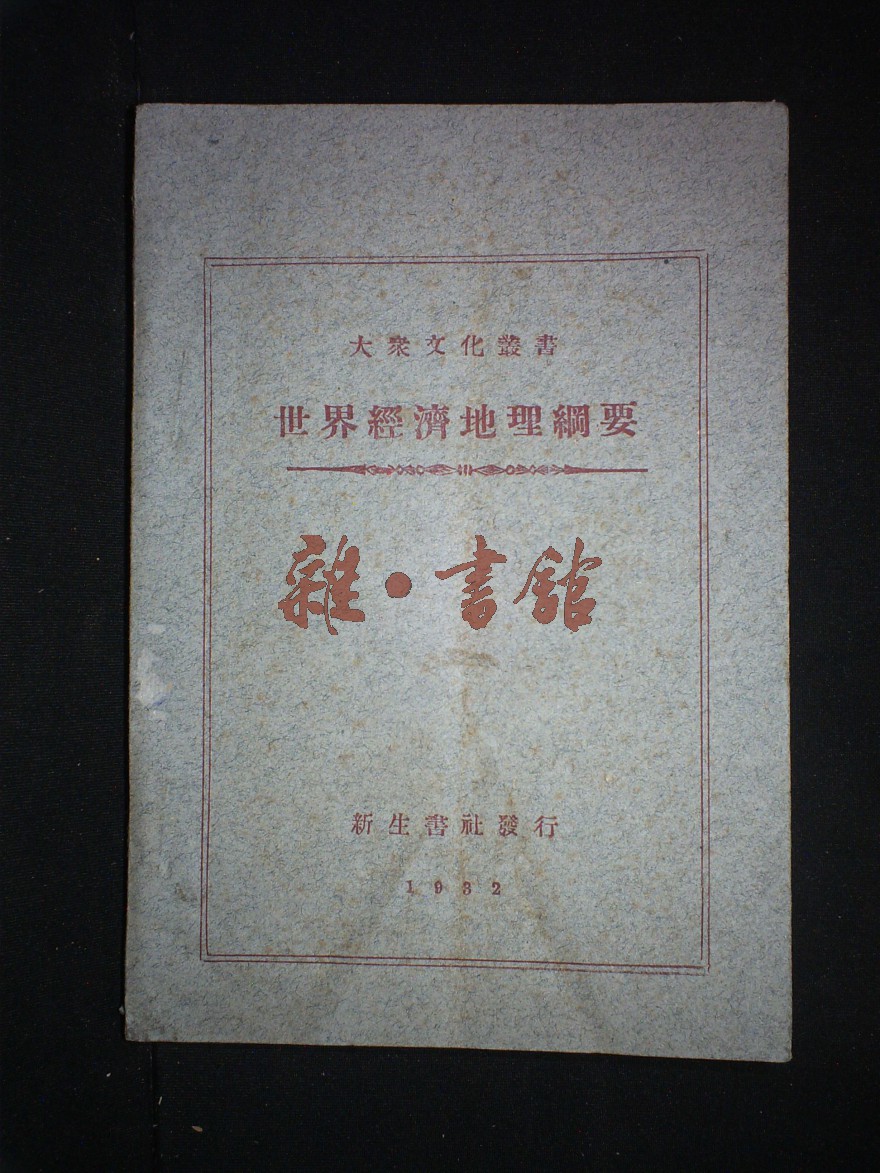 大衆文化叢書
世界經濟地理綱要
雜·書館
新生書社發行
1932